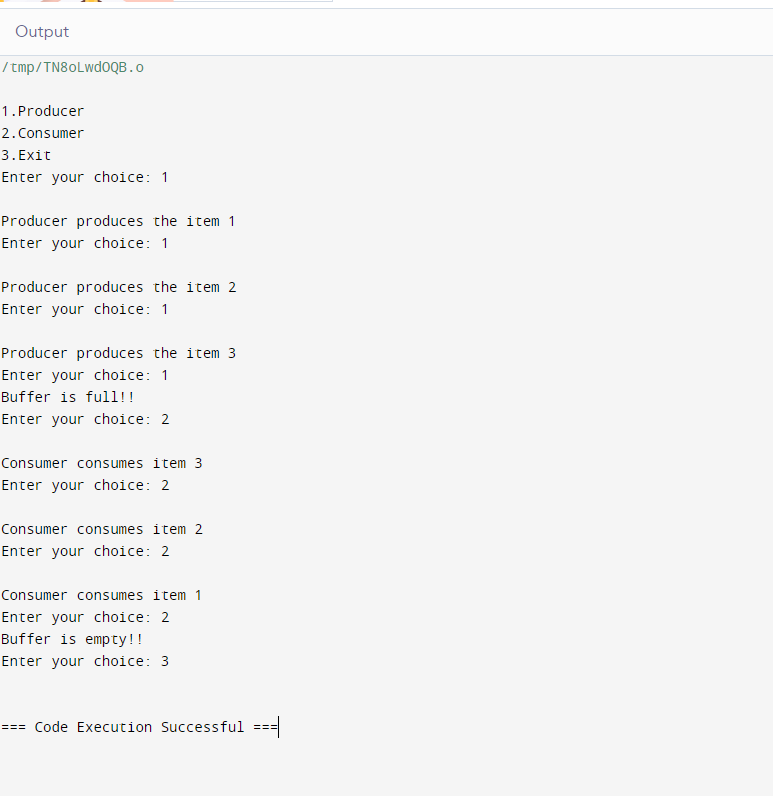 Output
/tmp/TN8oLwdOQB.o
1.Producer
2.Consumer
3.Exit
Enter your choice: 1
Producer produces the item 1
Enter your choice: 1
Producer produces the item 2
Enter your choice: 1
Producer produces the item 3
Enter your choice: 1
Buffer is full!!
Enter your choice: 2
Consumer consumes item 3
Enter your choice: 2
Consumer consumes item 2
Enter your choice: 2
Consumer consumes item 1
Enter your choice: 2
Buffer is empty!!
Enter your choice: 3
=== Code Execution Successful ===